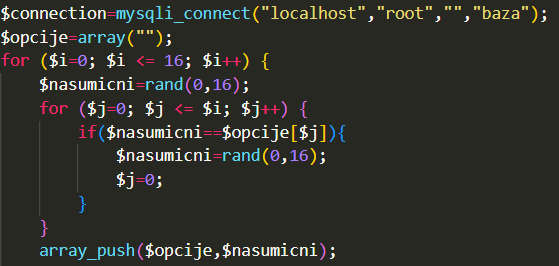 $connection=mysqli_connect("localhost","root","","baza");
$opcije=array("");
for ($i=0; $i <= 16; $i++) {
    $nasumicni=rand(0,16);
    for ($j=0; $j <= $i; $j++) {
        if($nasumicni==$opcije[$j]){
            $nasumicni=rand(0,16);
            $j=0;
        }
    }
    array_push($opcije,$nasumicni);